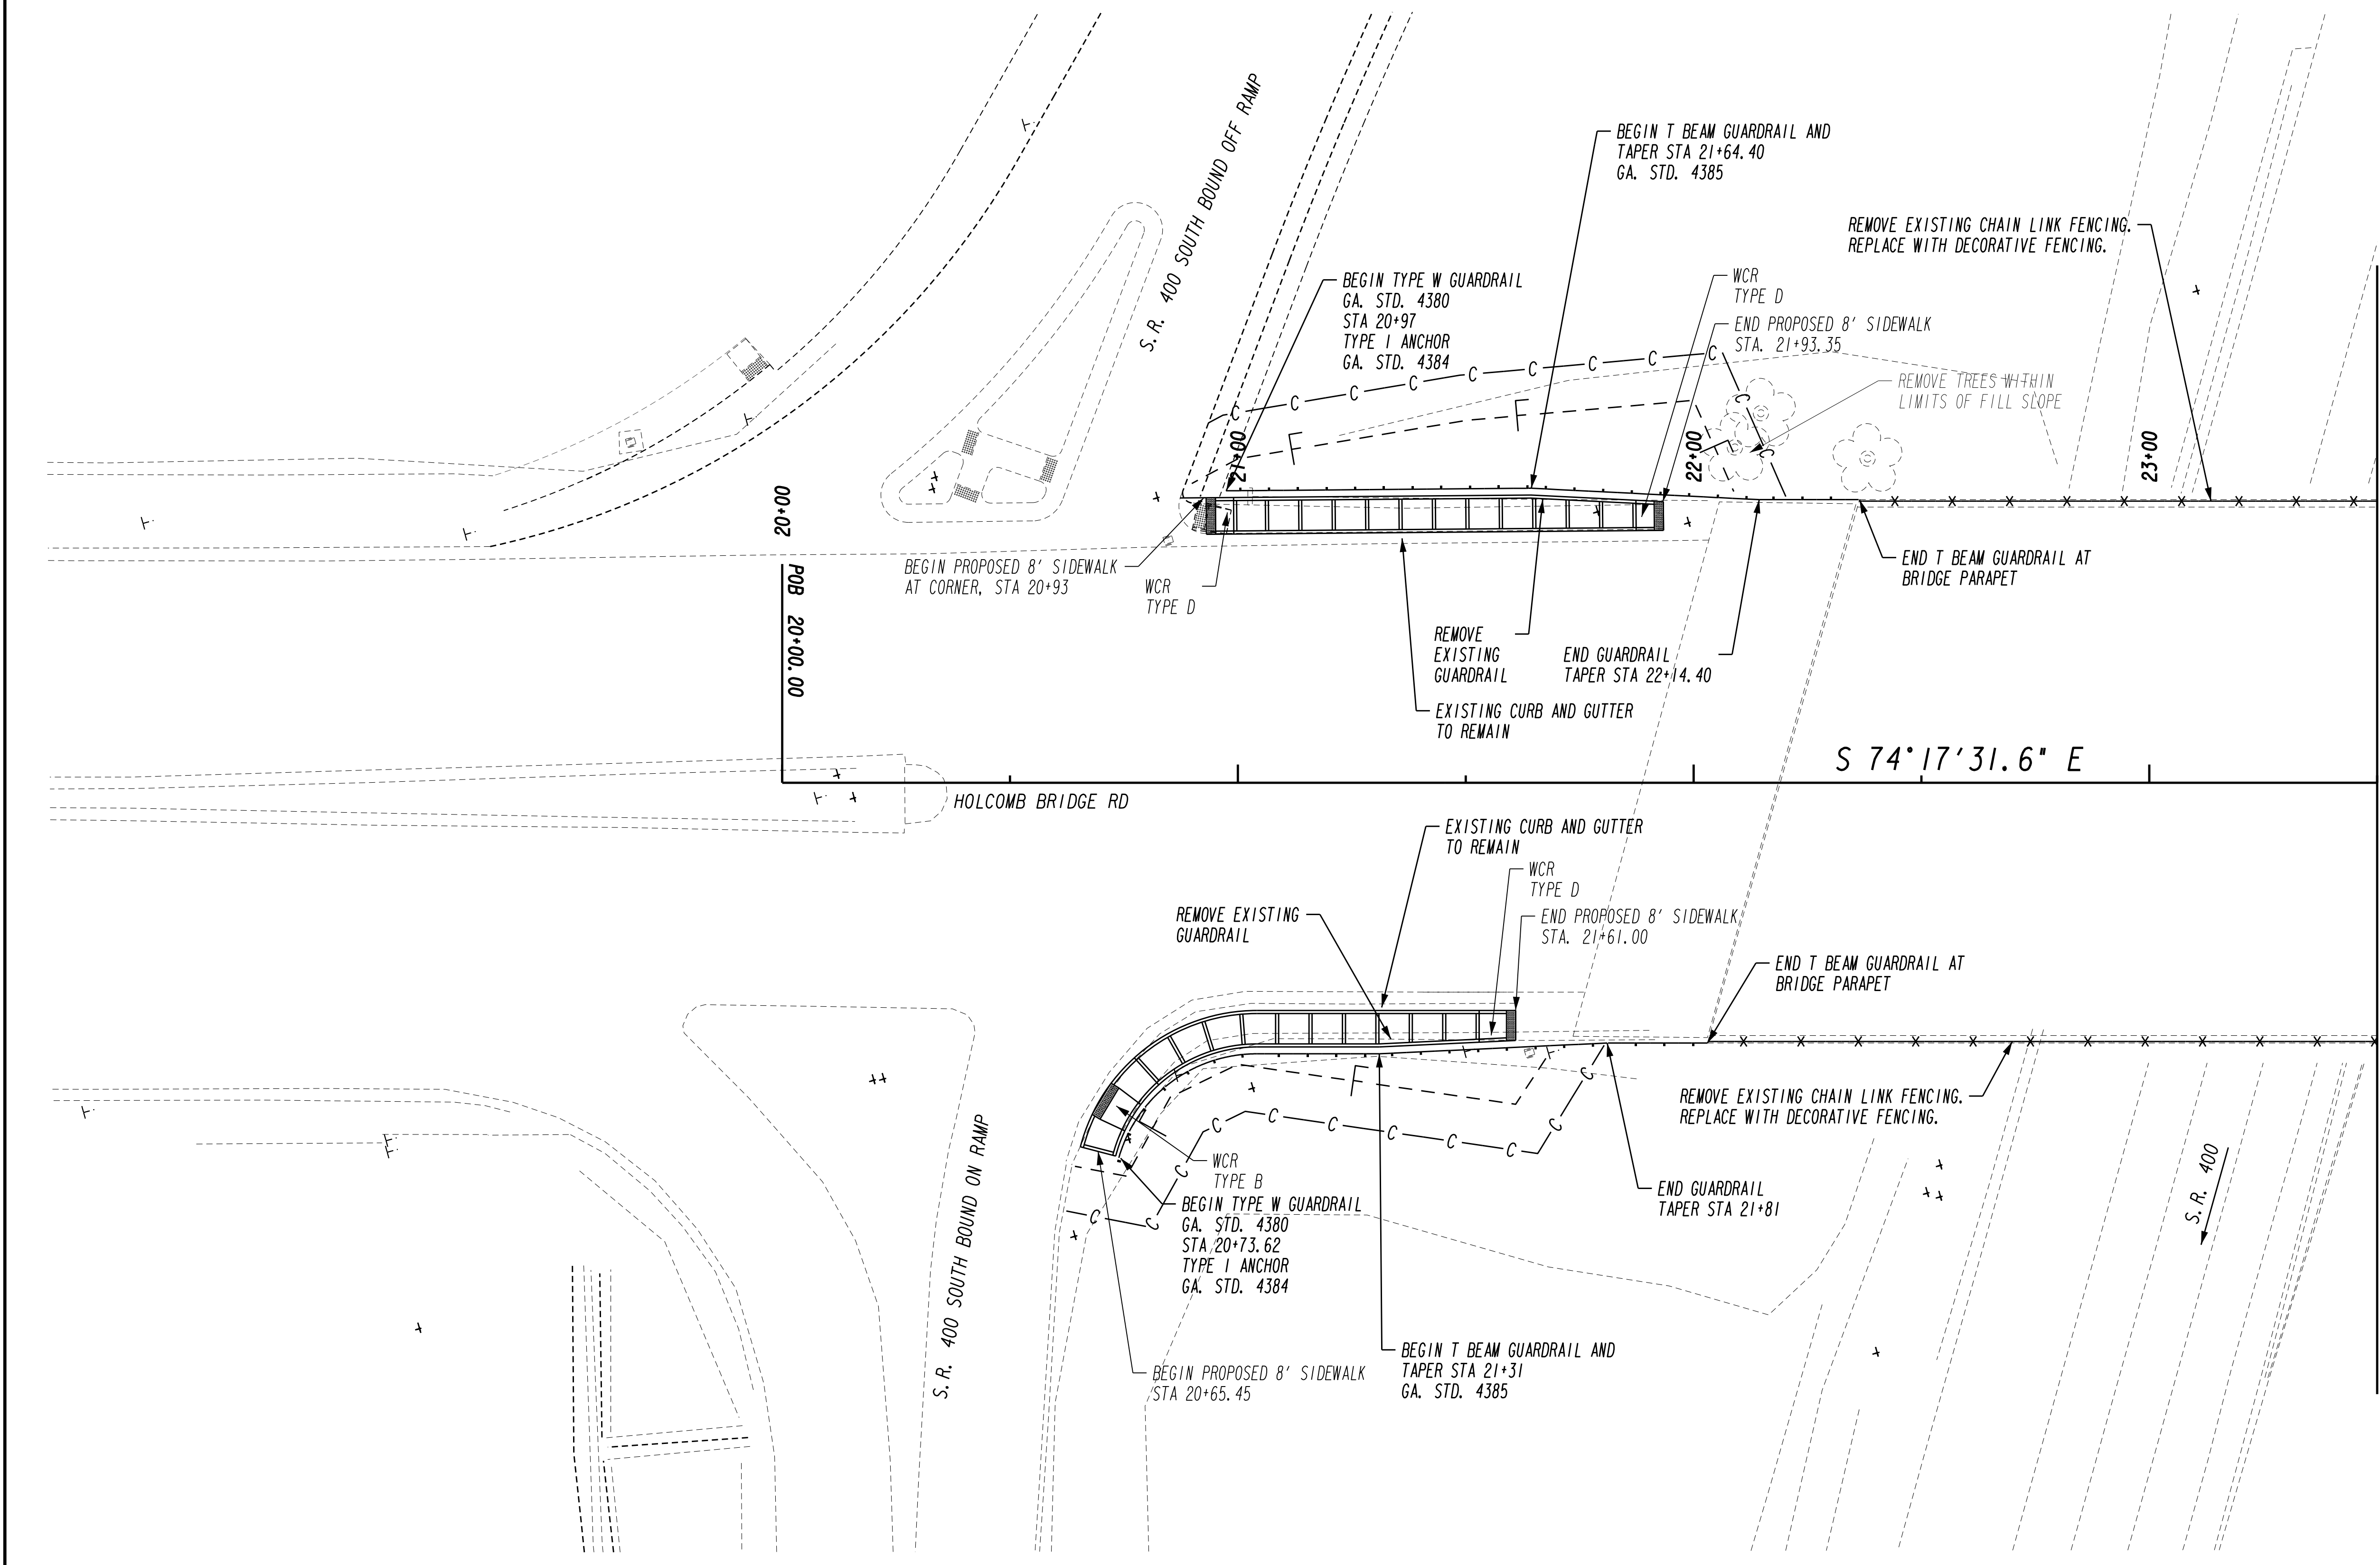 S.R. 400 SOUTH BOUND OFF RAMP
BEGIN T BEAM GUARDRAIL AND
TAPER STA 21+64.40
GA. STD. 4385
REMOVE EXISTING CHAIN LINK FENCING.
REPLACE WITH DECORATIVE FENCING.
BEGIN TYPE W GUARDRAIL
GA. STD. 4380
STA 20+97
TYPE 1 ANCHOR
GA. STD. 4384
WCR
TYPE D
END PROPOSED 8' SIDEWALK
STA. 21+93.35
REMOVE TREES WITHIN
LIMITS OF FILL SLOPE
C C C C C C C C C C C
F F F
20+00
21+00
22+00
23+00
POB 20+00.00
BEGIN PROPOSED 8' SIDEWALK
AT CORNER, STA 20+93
WCR
TYPE D
END T BEAM GUARDRAIL AT
BRIDGE PARAPET
REMOVE
EXISTING
GUARDRAIL
END GUARDRAIL
TAPER STA 22+14.40
EXISTING CURB AND GUTTER
TO REMAIN
S 74°17'31.6" E
HOLCOMB BRIDGE RD
EXISTING CURB AND GUTTER
TO REMAIN
WCR
TYPE D
REMOVE EXISTING
GUARDRAIL
END PROPOSED 8' SIDEWALK
STA. 21+61.00
END T BEAM GUARDRAIL AT
BRIDGE PARAPET
F
C C C C C C C C C C C
REMOVE EXISTING CHAIN LINK FENCING.
REPLACE WITH DECORATIVE FENCING.
S.R. 400
WCR
TYPE B
BEGIN TYPE W GUARDRAIL
GA. STD. 4380
STA 20+73.62
TYPE 1 ANCHOR
GA. STD. 4384
END GUARDRAIL
TAPER STA 21+81
S.R. 400 SOUTH BOUND ON RAMP
BEGIN PROPOSED 8' SIDEWALK
STA 20+65.45
BEGIN T BEAM GUARDRAIL AND
TAPER STA 21+31
GA. STD. 4385